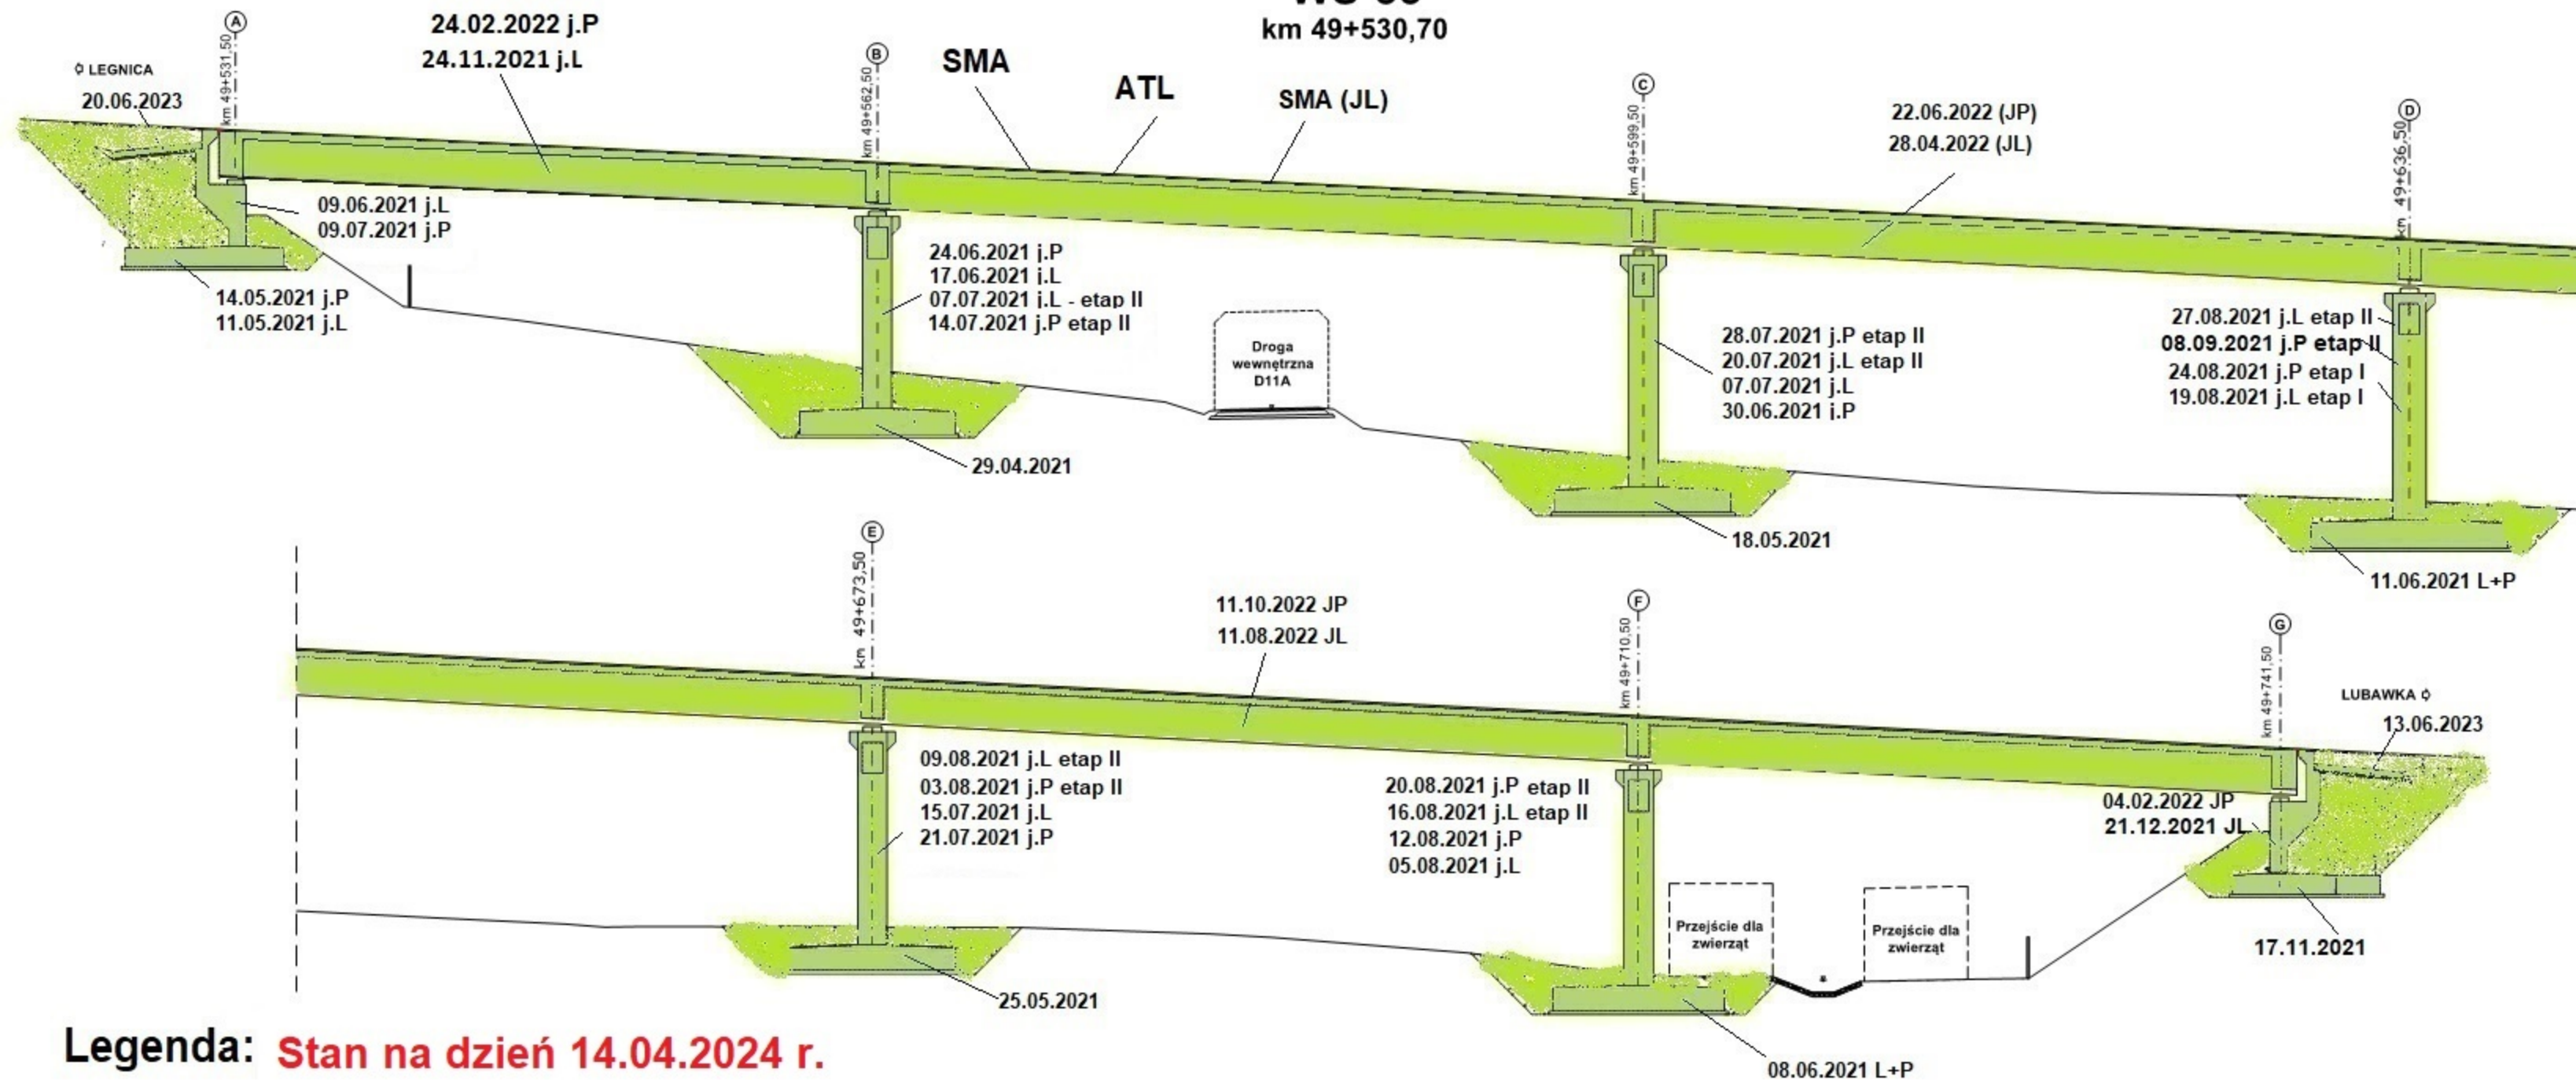 km 49+530,70
A
km 49+531,50
LEGNICA
20.06.2023
24.02.2022 j.P
24.11.2021 j.L
B
km 49+562,50
SMA
ATL
SMA (JL)
C
km 49+599,50
22.06.2022 (JP)
28.04.2022 (JL)
D
km 49+636,50
09.06.2021 j.L
09.07.2021 j.P
14.05.2021 j.P
11.05.2021 j.L
24.06.2021 j.P
17.06.2021 j.L
07.07.2021 j.L - etap II
14.07.2021 j.P etap II
29.04.2021
Droga
wewnętrzna
D11A
28.07.2021 j.P etap II
20.07.2021 j.L etap II
07.07.2021 j.L
30.06.2021 j.P
18.05.2021
27.08.2021 j.L etap II
08.09.2021 j.P etap II
24.08.2021 j.P etap I
19.08.2021 j.L etap I
11.06.2021 L+P
E
km 49+673,50
11.10.2022 JP
11.08.2022 JL
F
km 49+710,50
G
km 49+741,50
LUBAWKA
13.06.2023
09.08.2021 j.L etap II
03.08.2021 j.P etap II
15.07.2021 j.L
21.07.2021 j.P
25.05.2021
20.08.2021 j.P etap II
16.08.2021 j.L etap II
12.08.2021 j.P
05.08.2021 j.L
Przejście dla
zwierząt
Przejście dla
zwierząt
04.02.2022 JP
21.12.2021 JL
17.11.2021
08.06.2021 L+P
Legenda: Stan na dzień 14.04.2024 r.